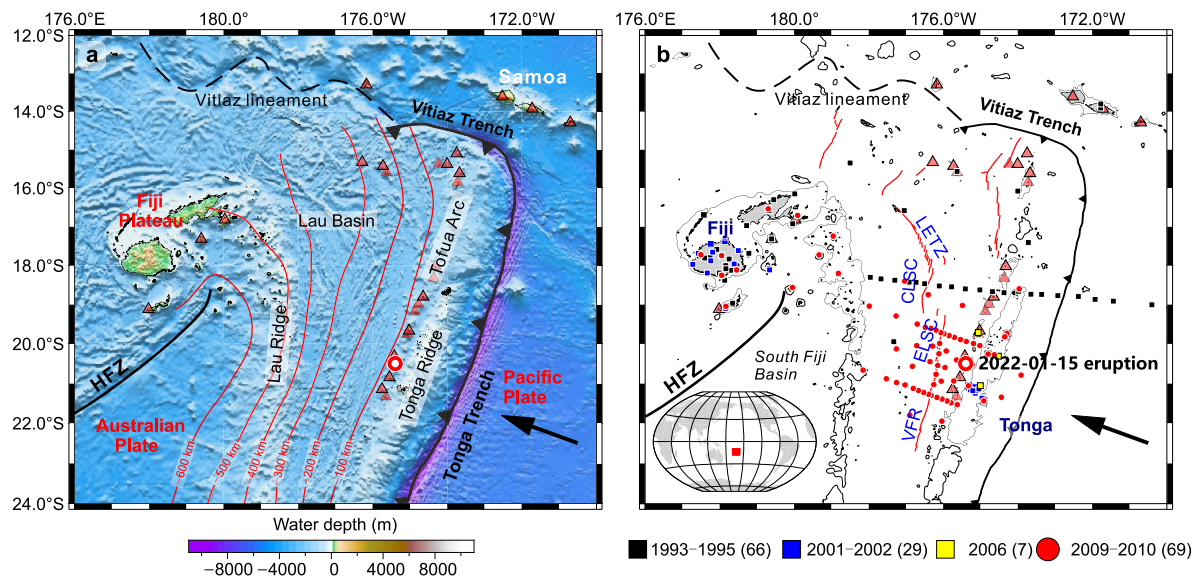 176.0°E 180.0° 176.0°W 172.0°W
12.0°S
14.0°S
16.0°S
18.0°S
20.0°S
22.0°S
24.0°S
a
Samoa
Vitiaz lineament
Vitiaz Trench
Fiji
Plateau
Lau Basin
Tofua Arc
Lau Ridge
Tonga Ridge
HFZ
Pacific
Plate
Tonga Trench
Australian
Plate
600 km
500 km
400 km
300 km
200 km
100 km
Water depth (m)
−8000 −4000 0 4000 8000
176.0°E 180.0° 176.0°W 172.0°W
b
Vitiaz lineament
Vitiaz Trench
Fiji
LETZ
CLSC
ELSC
2022-01-15 eruption
South Fiji
Basin
HFZ
VFR
Tonga
1993−1995 (66) 2001−2002 (29) 2006 (7) 2009−2010 (69)